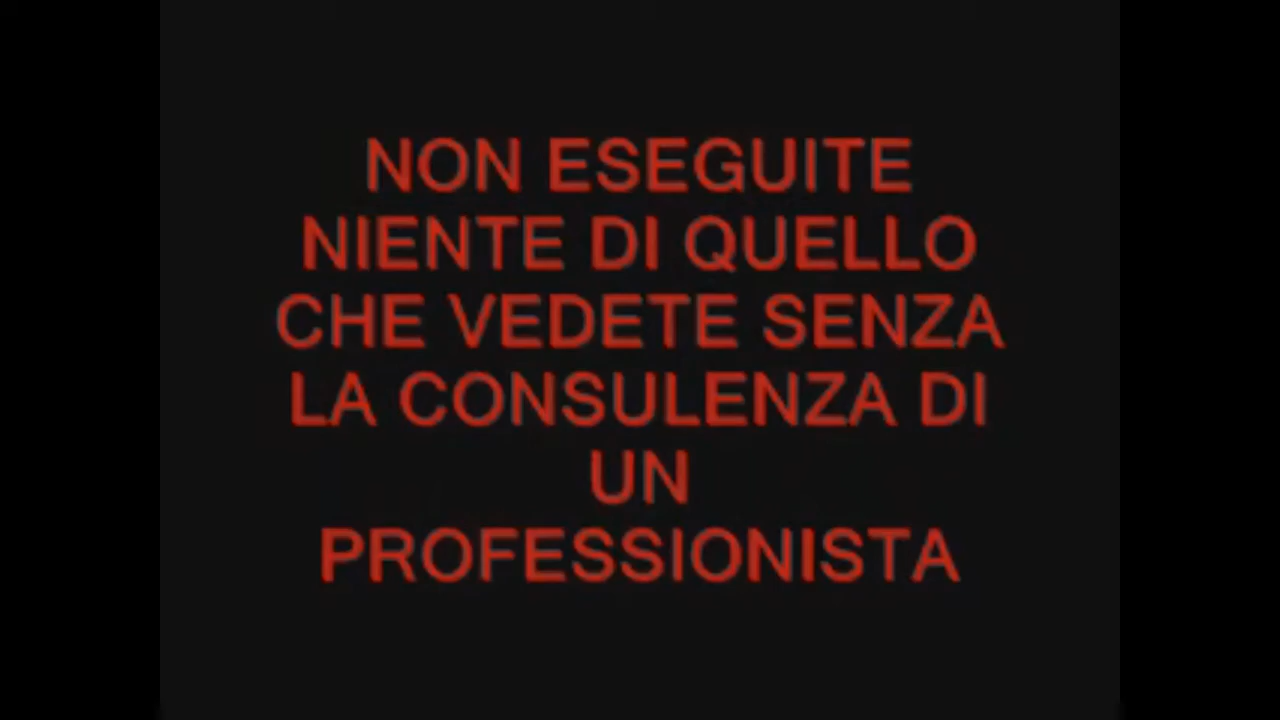 NON ESEGUITE
NIENTE DI QUELLO
CHE VEDETE SENZA
LA CONSULENZA DI
UN
PROFESSIONISTA